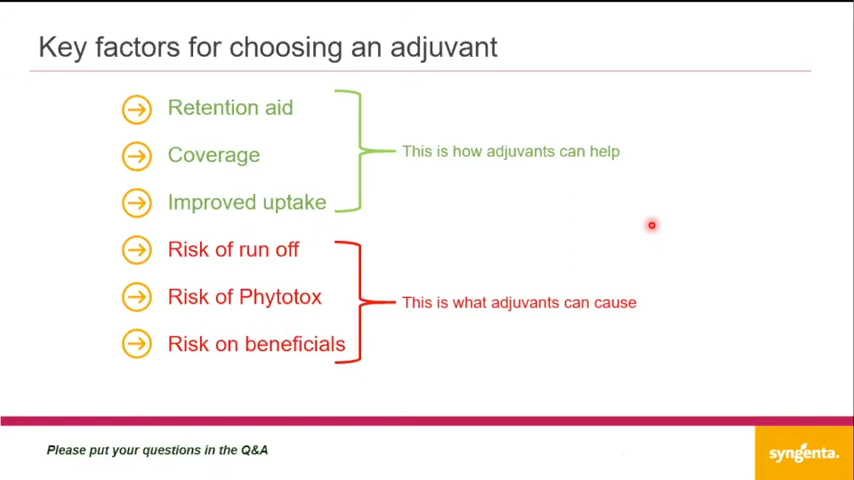 Key factors for choosing an adjuvant
Retention aid
Coverage
Improved uptake
This is how adjuvants can help
Risk of run off
Risk of Phytotox
Risk on beneficials
This is what adjuvants can cause
Please put your questions in the Q&A
syngenta.